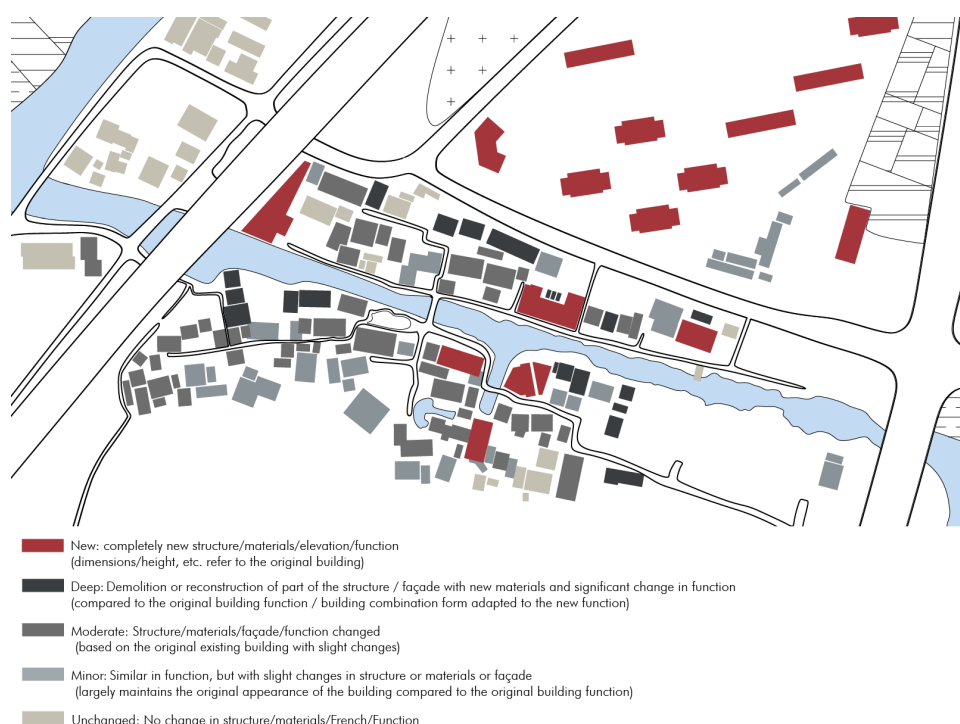 New: completely new structure/materials/elevation/function
(dimensions/height, etc. refer to the original building)
Deep: Demolition or reconstruction of part of the structure / façade with new materials and significant change in function
(compared to the original building function / building combination form adapted to the new function)
Moderate: Structure/materials/façade/function changed
(based on the original existing building with slight changes)
Minor: Similar in function, but with slight changes in structure or materials or façade
(largely maintains the original appearance of the building compared to the original building function)
Unchanged: No change in structure/materials/French/Function